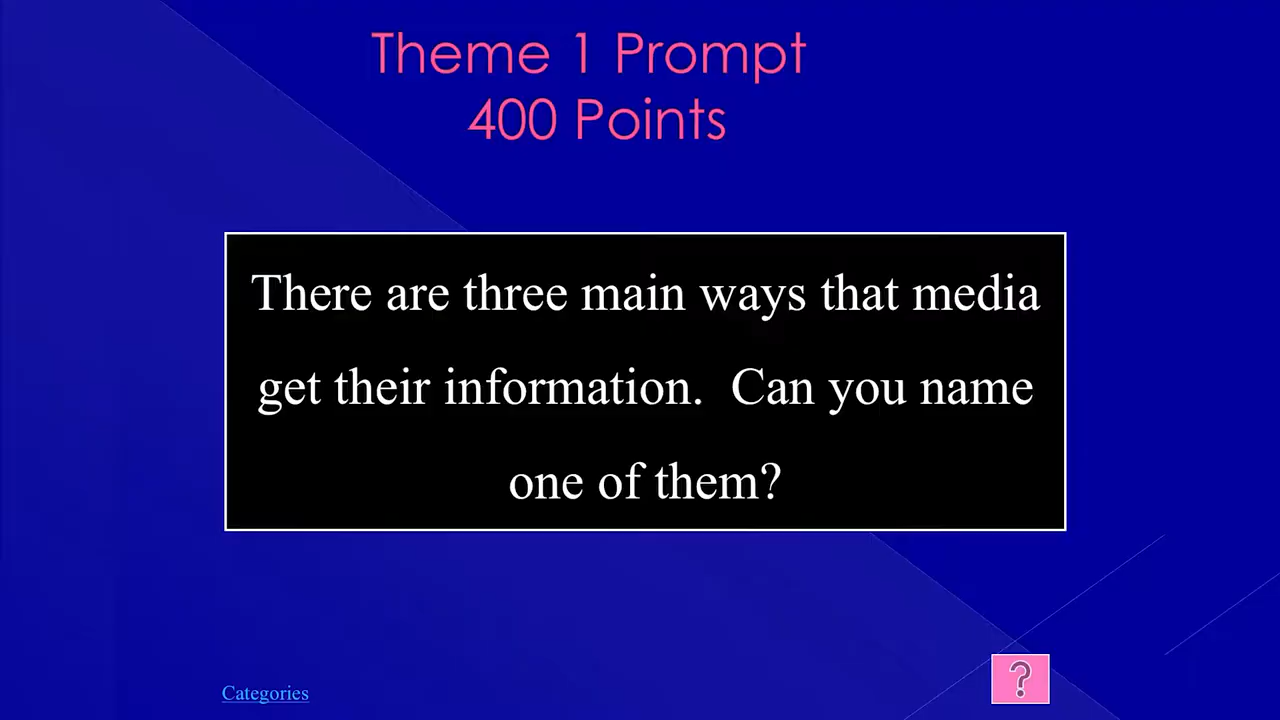 Theme 1 Prompt
400 Points
There are three main ways that media
get their information.  Can you name
one of them?
Categories
?